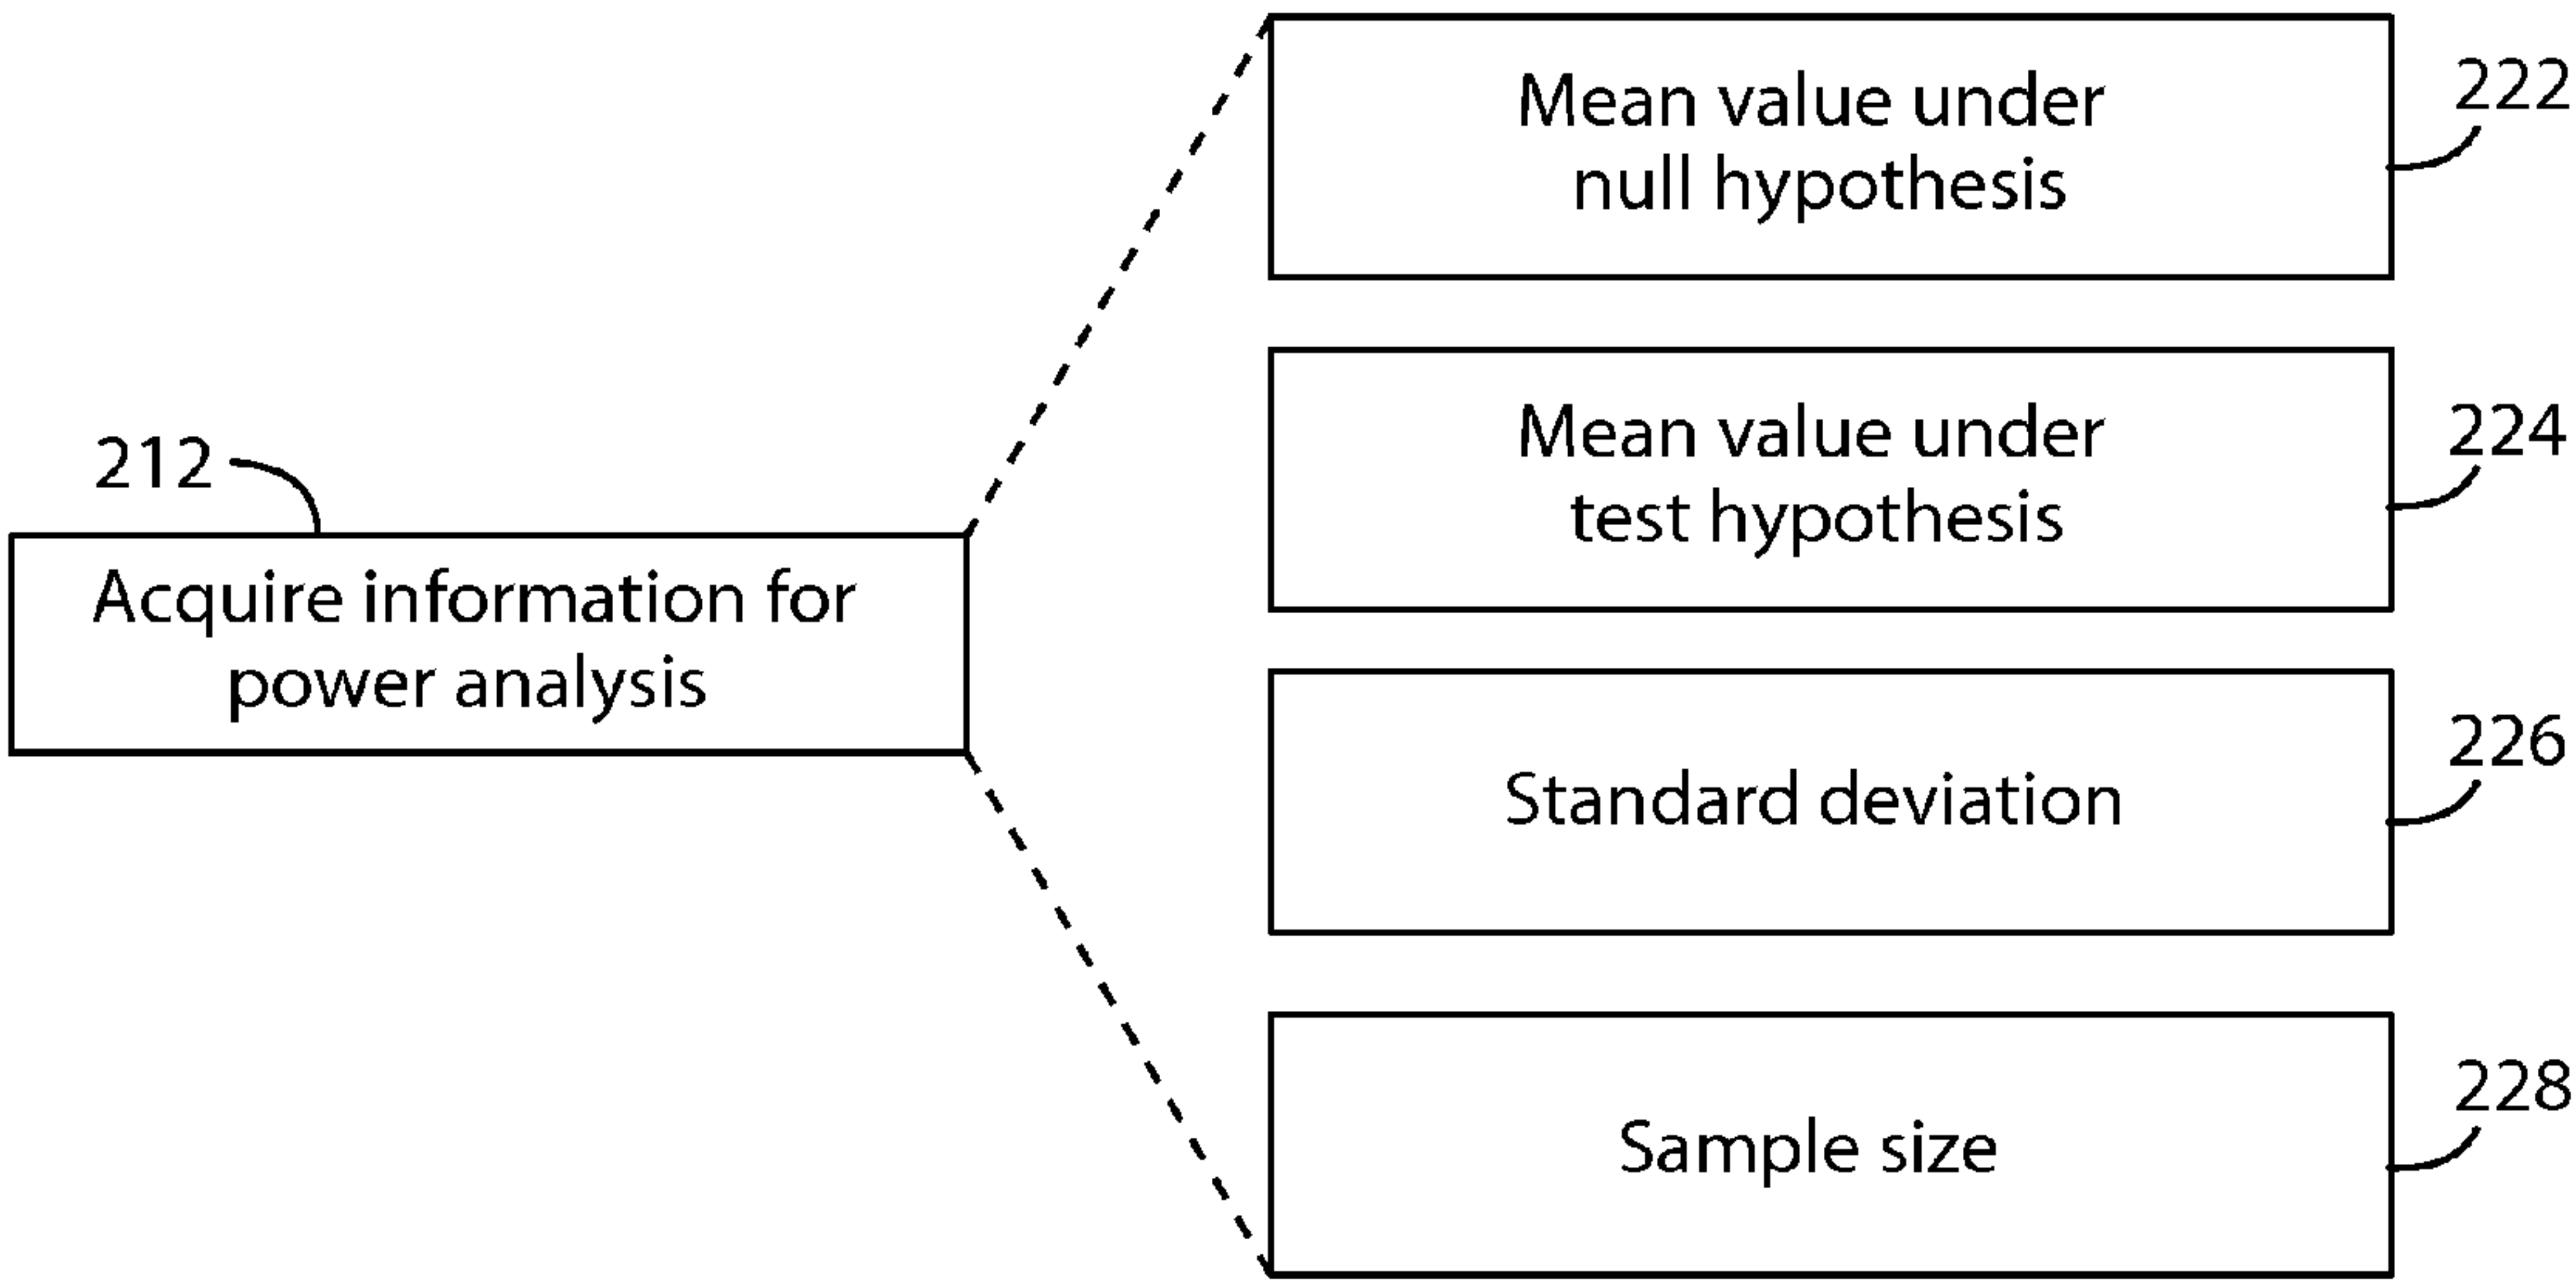 212
Acquire information for
power analysis
Mean value under
null hypothesis
222
Mean value under
test hypothesis
224
Standard deviation
226
Sample size
228